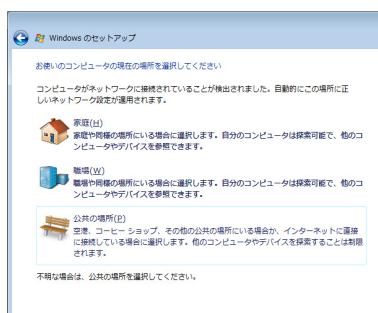 Windows のセットアップ
お使いのコンピュータの現在の場所を選択してください
コンピュータがネットワークに接続されていることが検出されました。自動的にこの場所に正
しいネットワーク設定が適用されます。
家庭(H)
家庭や同様の場所にいる場合に選択します。自分のコンピュータは探索可能で、他のコ
ンピュータやデバイスを参照できます。
職場(W)
職場や同様の場所にいる場合に選択します。自分のコンピュータは探索可能で、他のコ
ンピュータやデバイスを参照できます。
公共の場所(P)
空港、コーヒー ショップ、その他の公共の場所にいる場合か、インターネットに直接
に接続している場合に選択します。他のコンピュータやデバイスを探索することは制限
されます。
不明な場合は、公共の場所を選択してください。